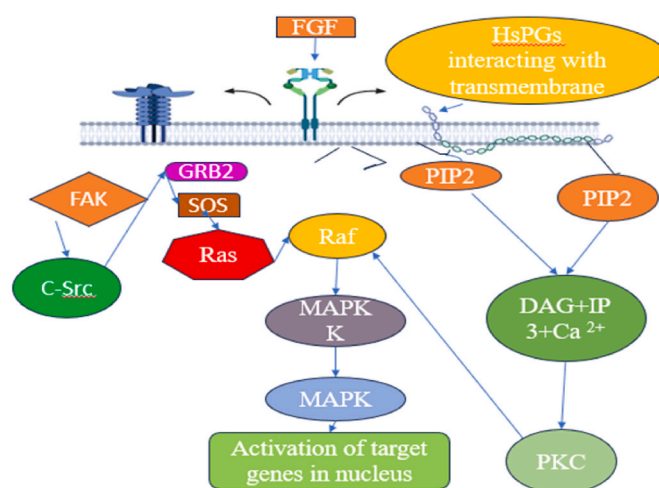 FGF
HsPGs
interacting with
transmembrane
GRB2
PIP2
FAK
SOS
PIP2
Ras
Raf
C-Src
DAG+IP
3+Ca 2+
MAPK
K
MAPK
Activation of target
genes in nucleus
PKC